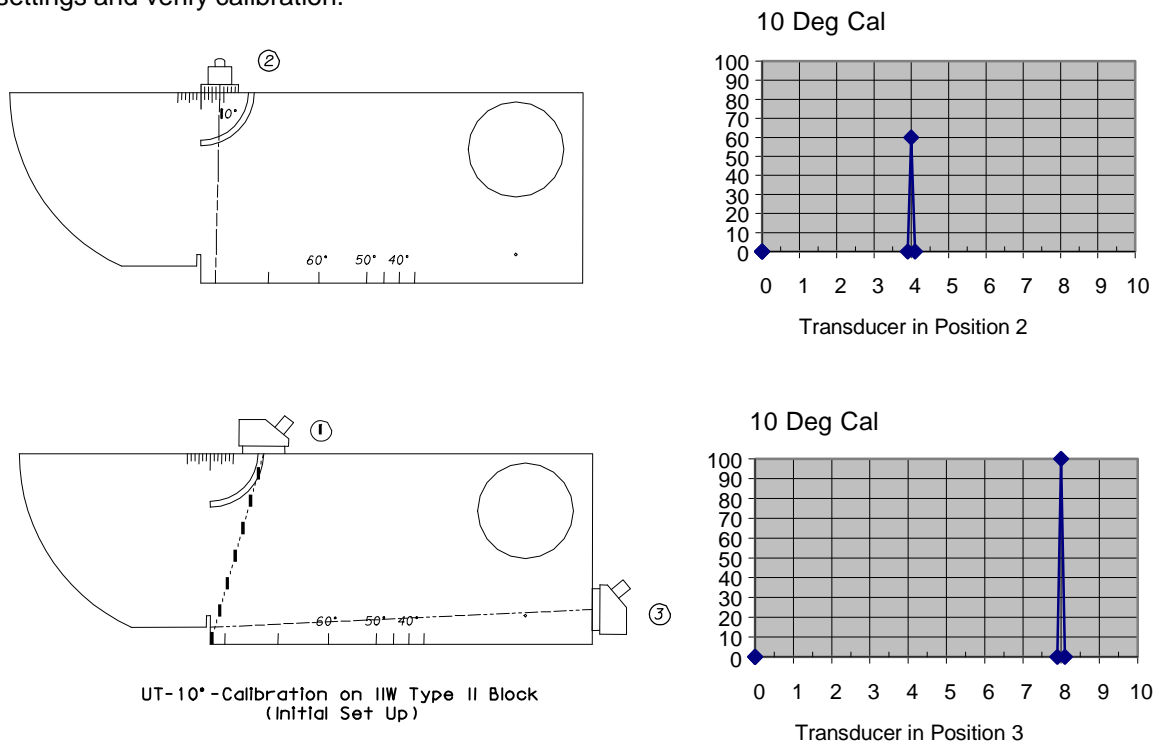 settings and verify calibration.
10 Deg Cal
②
10°
60° 50° 40°
100
90
80
70
60
50
40
30
20
10
0
0 1 2 3 4 5 6 7 8 9 10
Transducer in Position 2
10 Deg Cal
①
③
60° 50° 40°
100
90
80
70
60
50
40
30
20
10
0
0 1 2 3 4 5 6 7 8 9 10
UT-10°-Calibration on IIW Type II Block
(Initial Set Up)
Transducer in Position 3